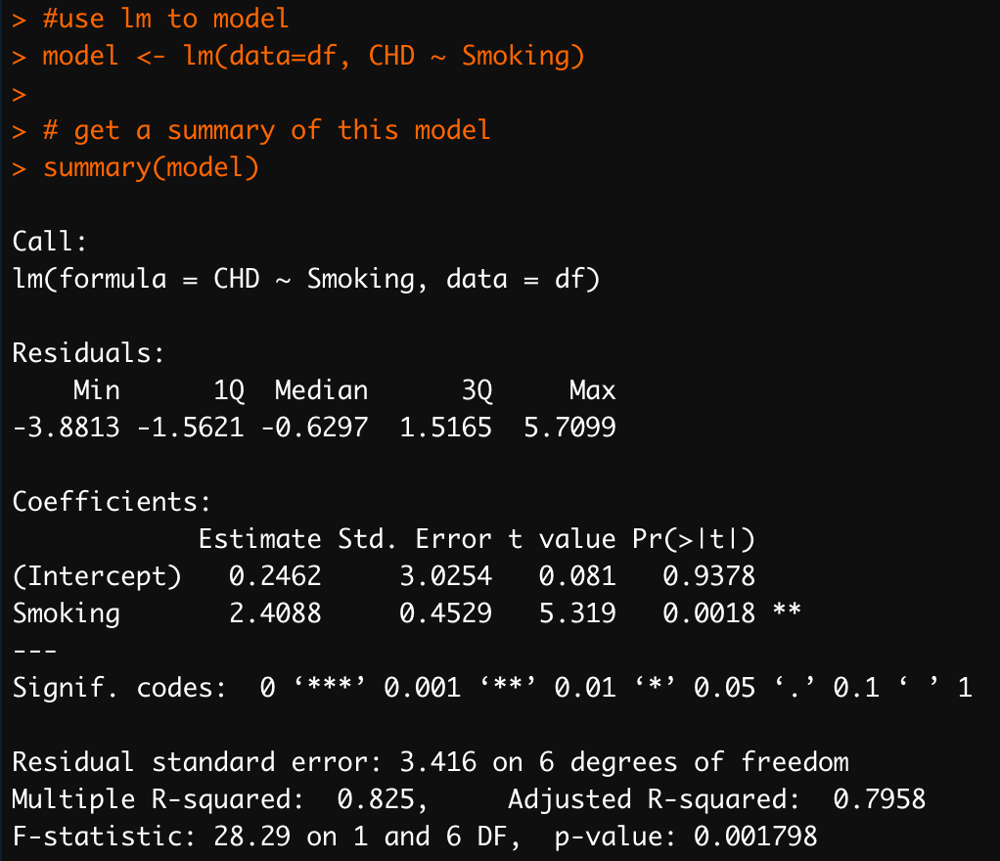 > #use lm to model
> model <- lm(data=df, CHD ~ Smoking)
>
> # get a summary of this model
> summary(model)

Call:
lm(formula = CHD ~ Smoking, data = df)

Residuals:
    Min      1Q  Median      3Q     Max
-3.8813 -1.5621 -0.6297  1.5165  5.7099

Coefficients:
            Estimate Std. Error t value Pr(>|t|)
(Intercept)   0.2462     3.0254   0.081   0.9378
Smoking       2.4088     0.4529   5.319   0.0018 **
---
Signif. codes:  0 ‘***’ 0.001 ‘**’ 0.01 ‘*’ 0.05 ‘.’ 0.1 ‘ ’ 1

Residual standard error: 3.416 on 6 degrees of freedom
Multiple R-squared:  0.825,     Adjusted R-squared:  0.7958
F-statistic: 28.29 on 1 and 6 DF,  p-value: 0.001798